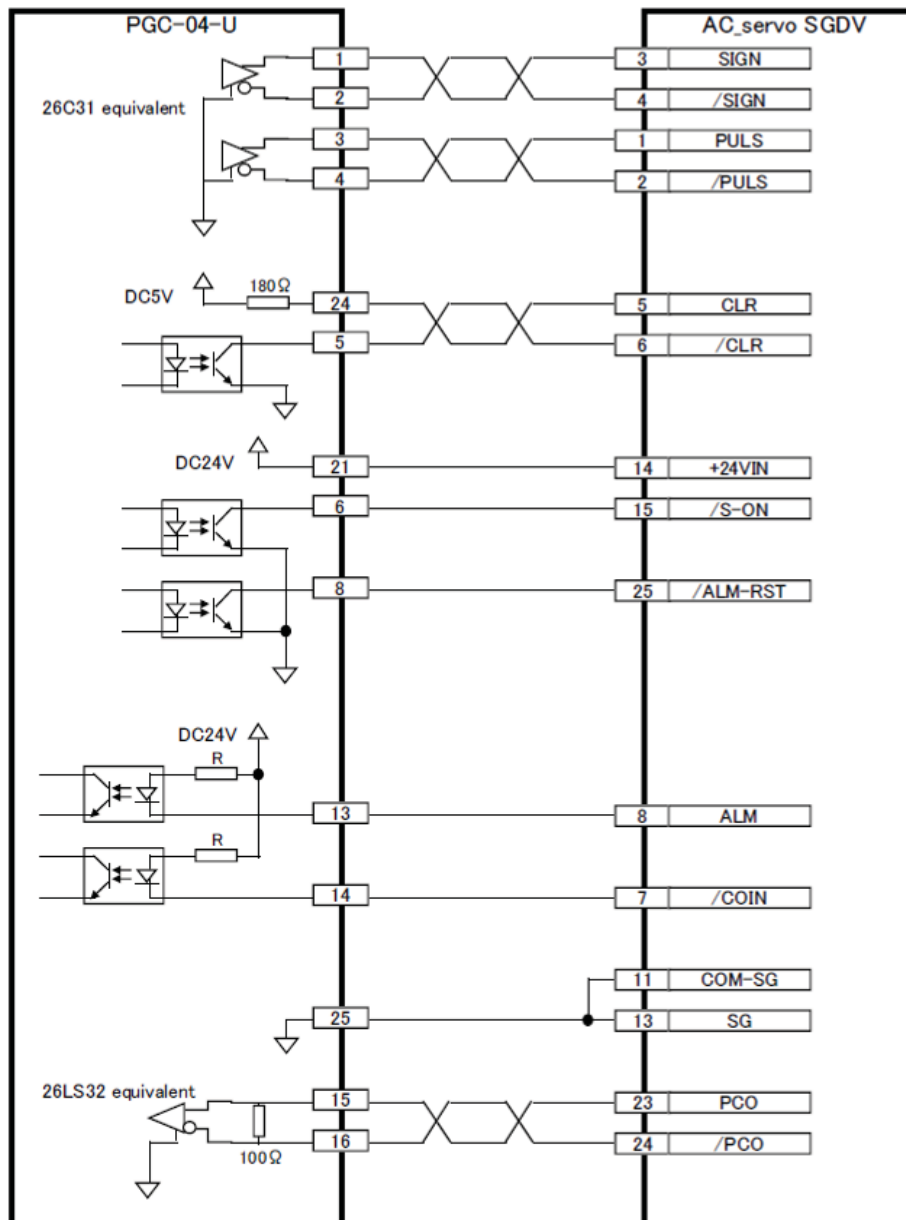 PGC-04-U AC_servo SGDV
1 3 SIGN
26C31 equivalent 2 4 /SIGN
3 1 PULS
4 2 /PULS
DC5V 180Ω 24 5 CLR
5 6 /CLR
DC24V 21 14 +24VIN
6 15 /S-ON
8 25 /ALM-RST
DC24V
R
13 8 ALM
R
14 7 /COIN
11 COM-SG
25 13 SG
26LS32 equivalent 15 23 PCO
100Ω 16 24 /PCO